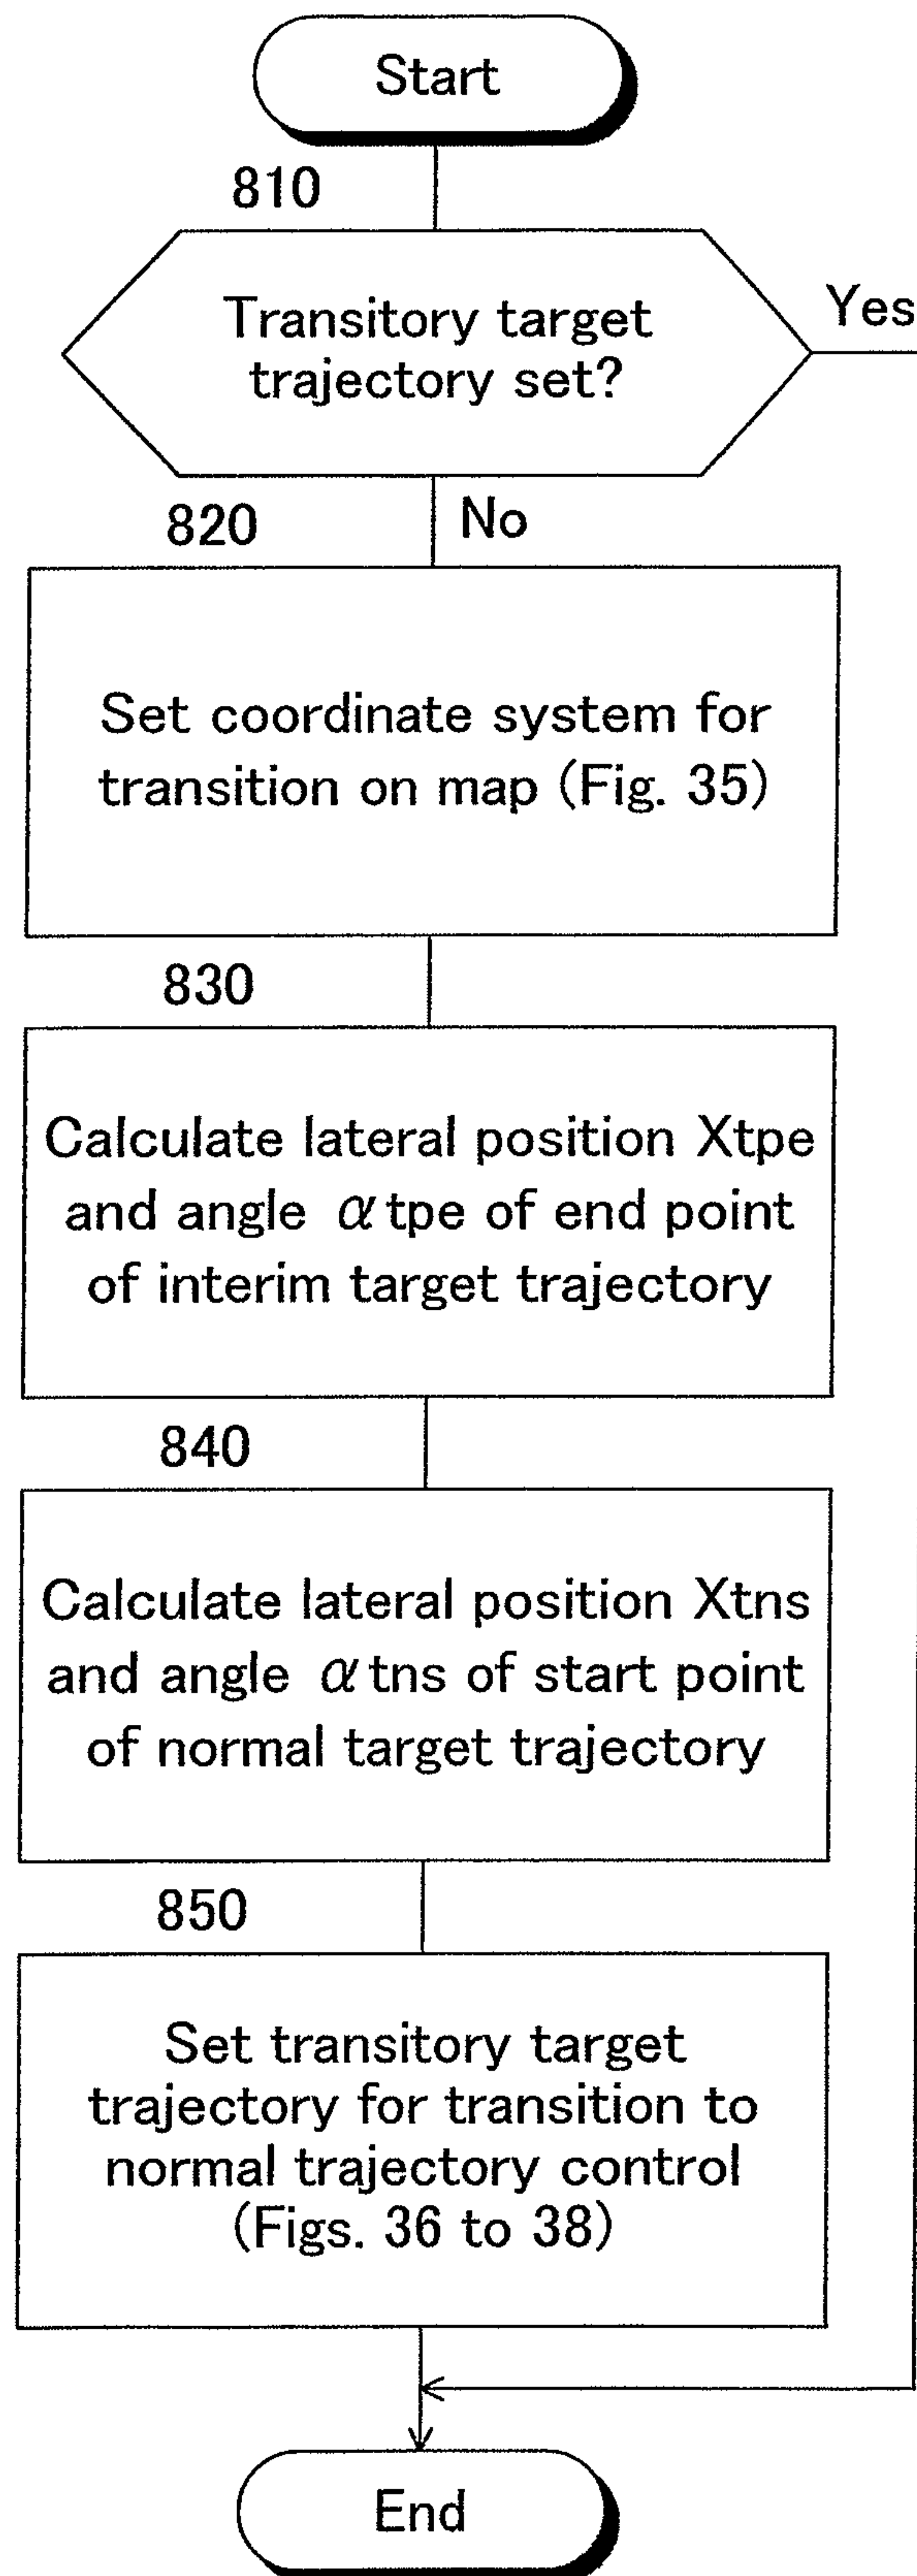 Start
810
Transitory target
trajectory set?
Yes
820
No
Set coordinate system for
transition on map (Fig. 35)
830
Calculate lateral position Xtpe
and angle α tpe of end point
of interim target trajectory
840
Calculate lateral position Xtns
and angle α tns of start point
of normal target trajectory
850
Set transitory target
trajectory for transition to
normal trajectory control
(Figs. 36 to 38)
End